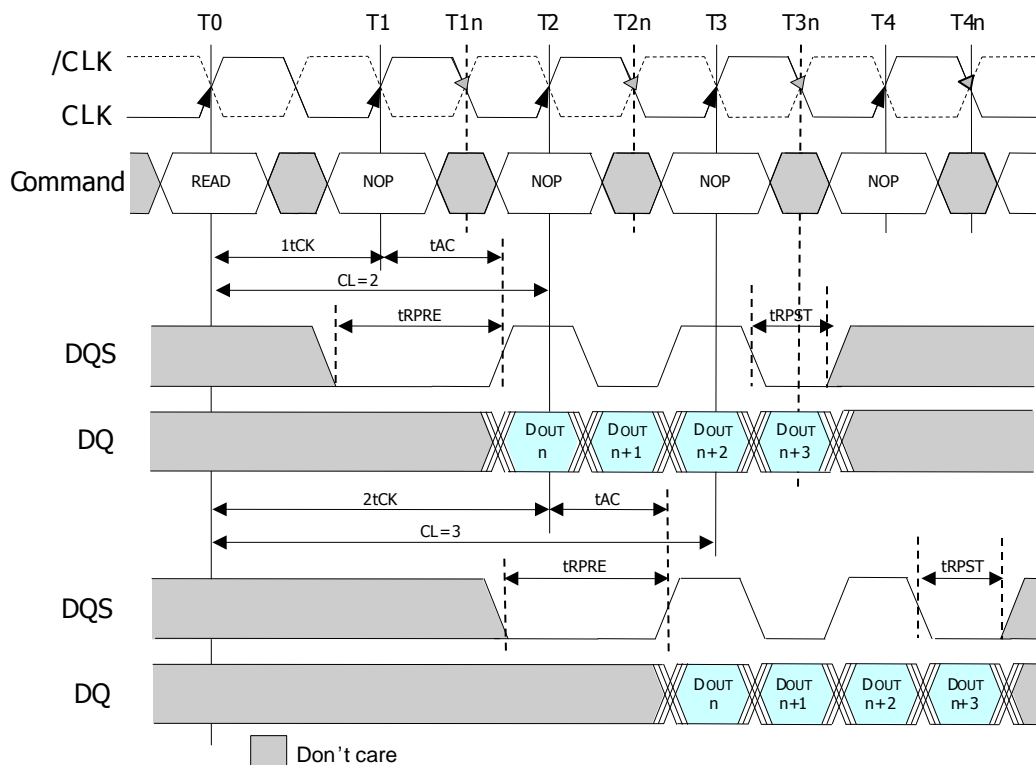 T0 T1 T1n T2 T2n T3 T3n T4 T4n
/CLK
CLK
Command READ NOP NOP NOP NOP
1tCK tAC
CL=2
tRPRE tRPST
DQS
DQ
DOUT n DOUT n+1 DOUT n+2 DOUT n+3
2tCK tAC
CL=3
tRPRE tRPST
DQS
DQ
DOUT n DOUT n+1 DOUT n+2 DOUT n+3
Don't care